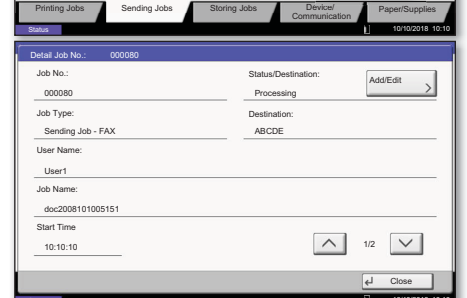 Printing Jobs Sending Jobs Storing Jobs Device/ Communication Paper/Supplies
Status 10/10/2018 10:10
Detail Job No.: 000080
Job No.: Status/Destination:
000080 Processing Add/Edit
Job Type: Destination:
Sending Job - FAX ABCDE
User Name:
User1
Job Name:
doc2008101005151
Start Time
10:10:10 1/2
Close